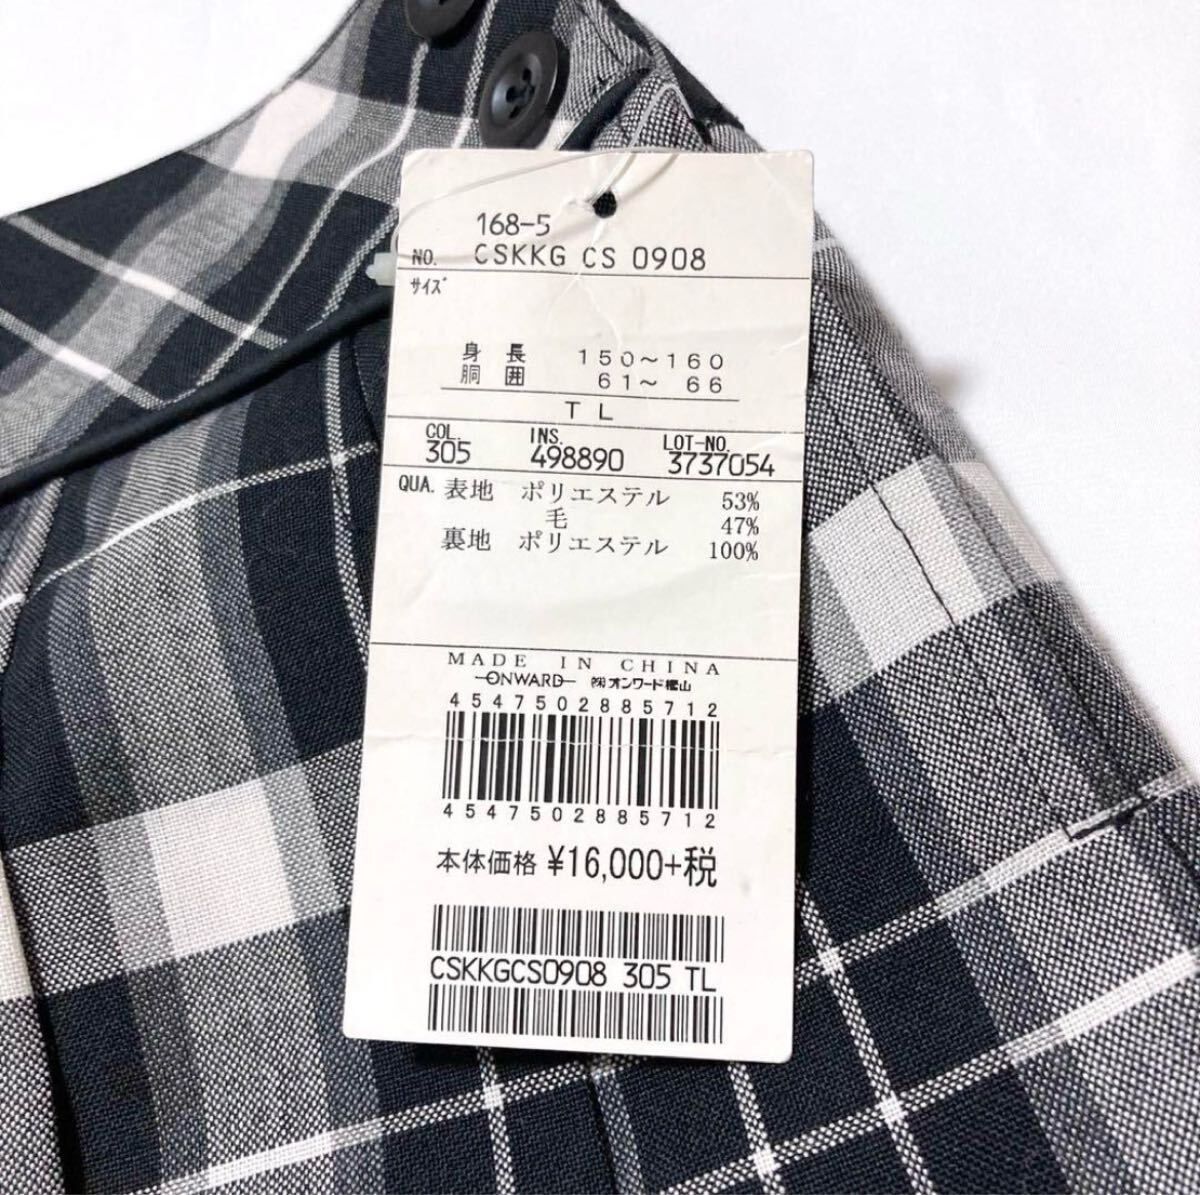 168-5
NO. CSKKG CS 0908
サイズ
身長 150～160
胴囲 61～ 66
TL
COL. INS. LOT-NO.
305 498890 3737054
QUA. 表地 ポリエステル 53%
毛 47%
裏地 ポリエステル 100%
MADE IN CHINA
ONWARD ㈱オンワード樫山
4547502885712
4547502885712
本体価格 ¥16,000+税
CSKKGCS0908 305 TL